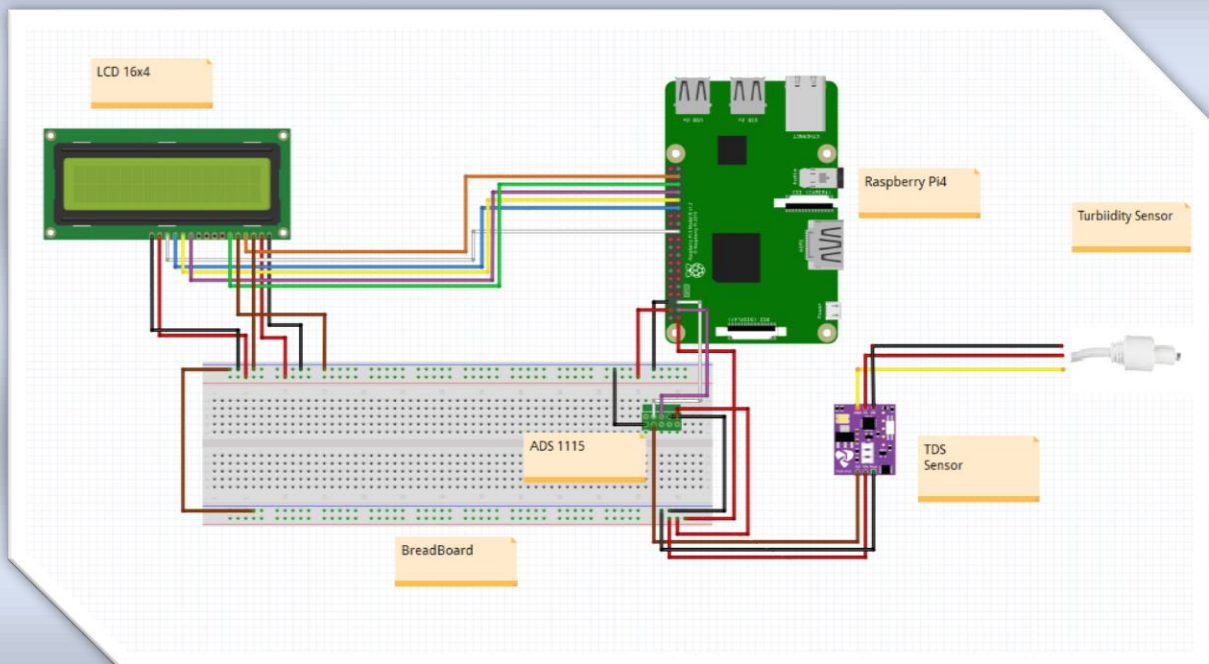 LCD 16x4
Raspberry Pi4
Turbiidity Sensor
ADS 1115
TDS
Sensor
BreadBoard